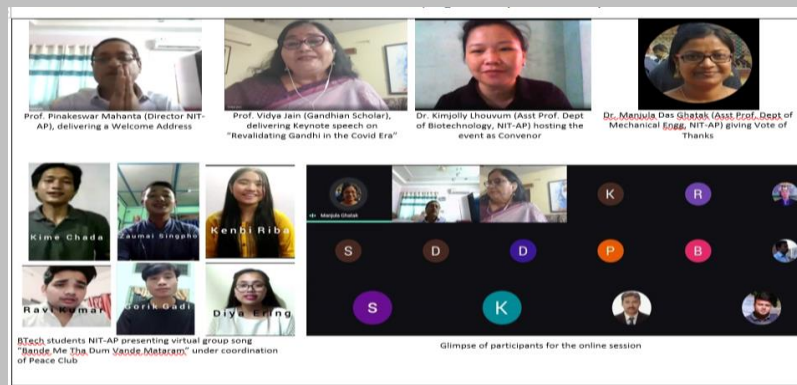 Prof. Pinakeswar Mahanta (Director NIT-
AP), delivering a Welcome Address
Prof. Vidya Jain (Gandhian Scholar),
delivering Keynote speech on
"Revalidating Gandhi in the Covid Era"
Dr. Kimjolly Lhouvum (Asst Prof. Dept
of Biotechnology, NIT-AP) hosting the
event as Convenor
Dr. Manjula Das Ghatak (Asst Prof. Dept of
Mechanical Engg, NIT-AP) giving Vote of
Thanks
Kime Chada
Zaumai Singpho
Kenbi Riba
Ravi Kumar
Gorik Gadi
Diya Ering
BTech students NIT-AP presenting virtual group song
"Bande Me Tha Dum Vande Mataram" under coordination
of Peace Club
Manjula Ghatak
K
R
S
D
D
P
B
S
K
Glimpse of participants for the online session